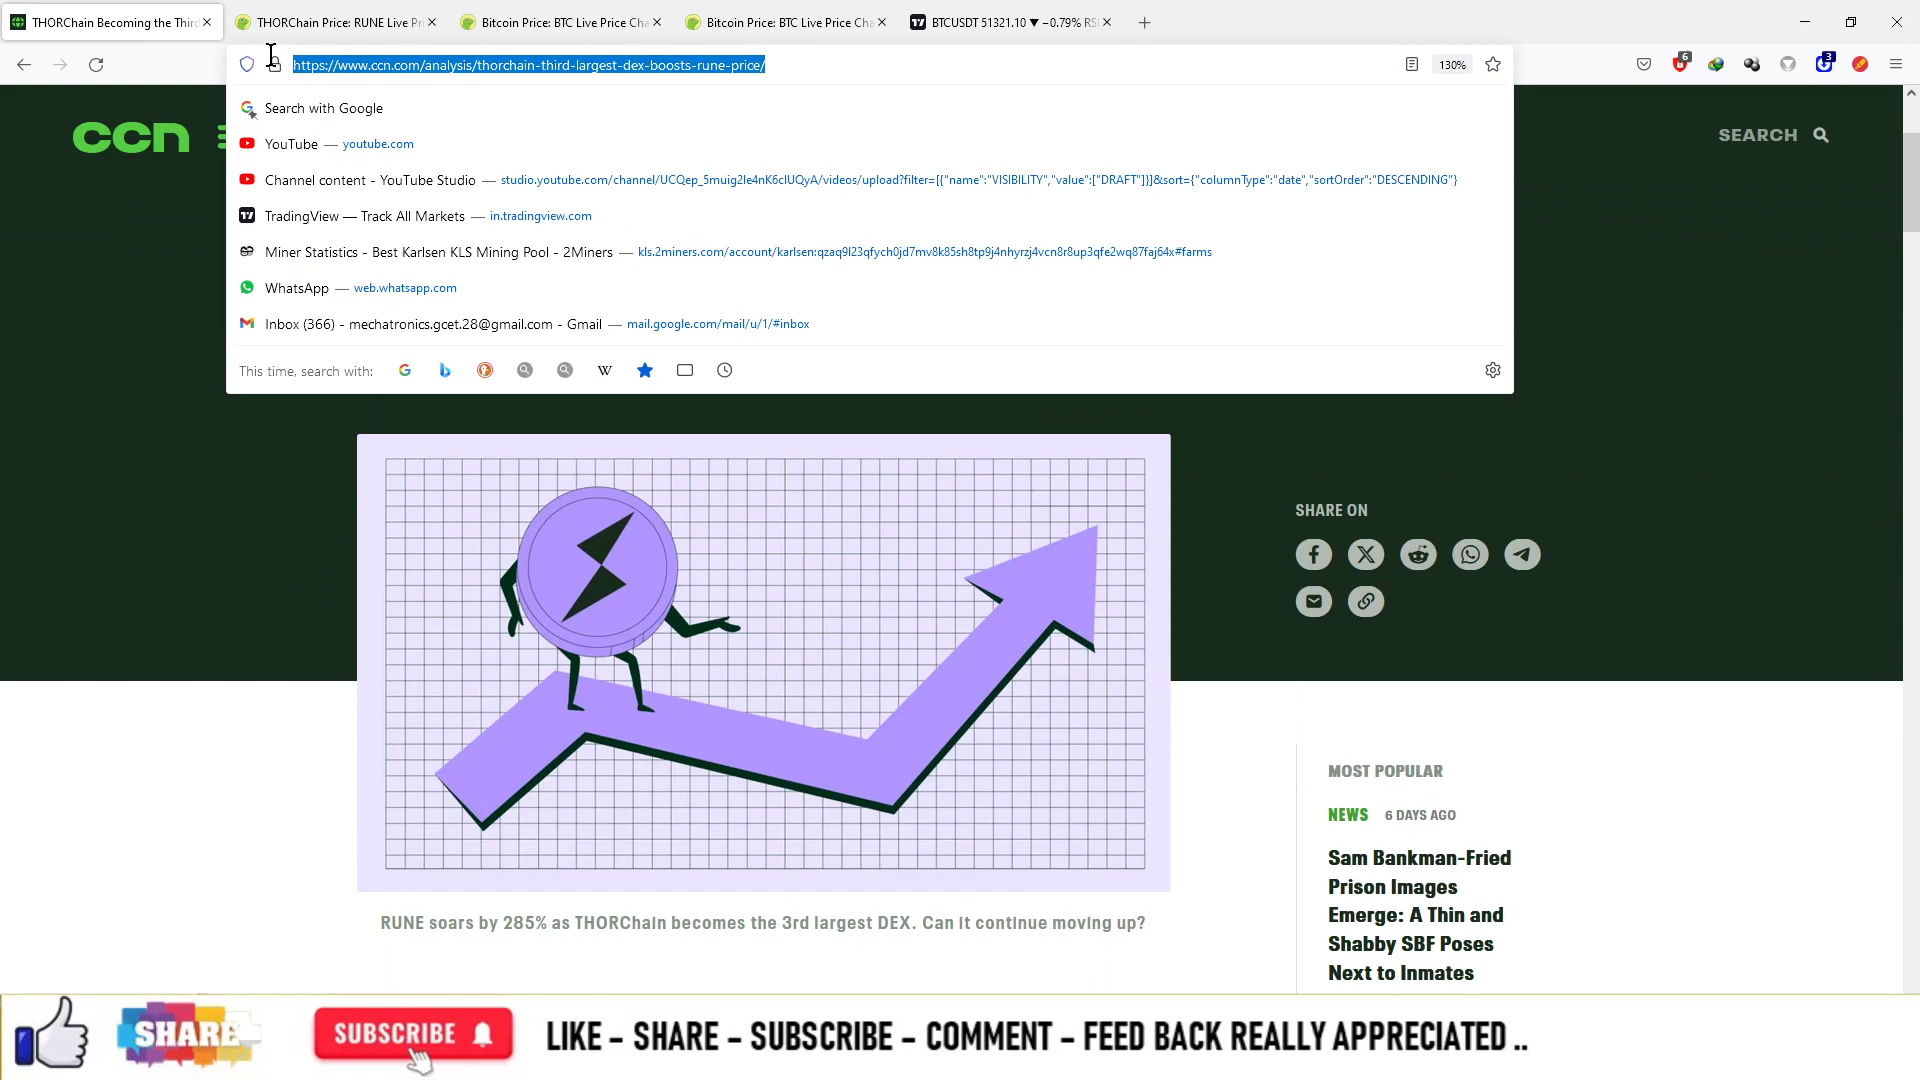 THORChain Becoming the Third
THORChain Price: RUNE Live Pr
Bitcoin Price: BTC Live Price Cha
Bitcoin Price: BTC Live Price Cha
BTCUSDT 51321.10 ▼ −0.79% RS
https://www.ccn.com/analysis/thorchain-third-largest-dex-boosts-rune-price/
130%
6
3
Search with Google
YouTube — youtube.com
Channel content - YouTube Studio — studio.youtube.com/channel/UCQep_5muig2Ie4nK6cIUQyA/videos/upload?filter=[{"name":"VISIBILITY","value":["DRAFT"]}]&sort={"columnType":"date","sortOrder":"DESCENDING"}
TradingView — Track All Markets — in.tradingview.com
Miner Statistics - Best Karlsen KLS Mining Pool - 2Miners — kls.2miners.com/account/karlsen:qzaq9l23qfych0jd7mv8k85sh8tp9j4nhyrzj4vcn8r8up3qfe2wq87faj64x#farms
WhatsApp — web.whatsapp.com
Inbox (366) - mechatronics.gcet.28@gmail.com - Gmail — mail.google.com/mail/u/1/#inbox
This time, search with:
ccn
SEARCH
SHARE ON
RUNE soars by 285% as THORChain becomes the 3rd largest DEX. Can it continue moving up?
MOST POPULAR
NEWS 6 DAYS AGO
Sam Bankman-Fried
Prison Images
Emerge: A Thin and
Shabby SBF Poses
Next to Inmates
SHARE
SUBSCRIBE
LIKE – SHARE – SUBSCRIBE – COMMENT – FEED BACK REALLY APPRECIATED ..